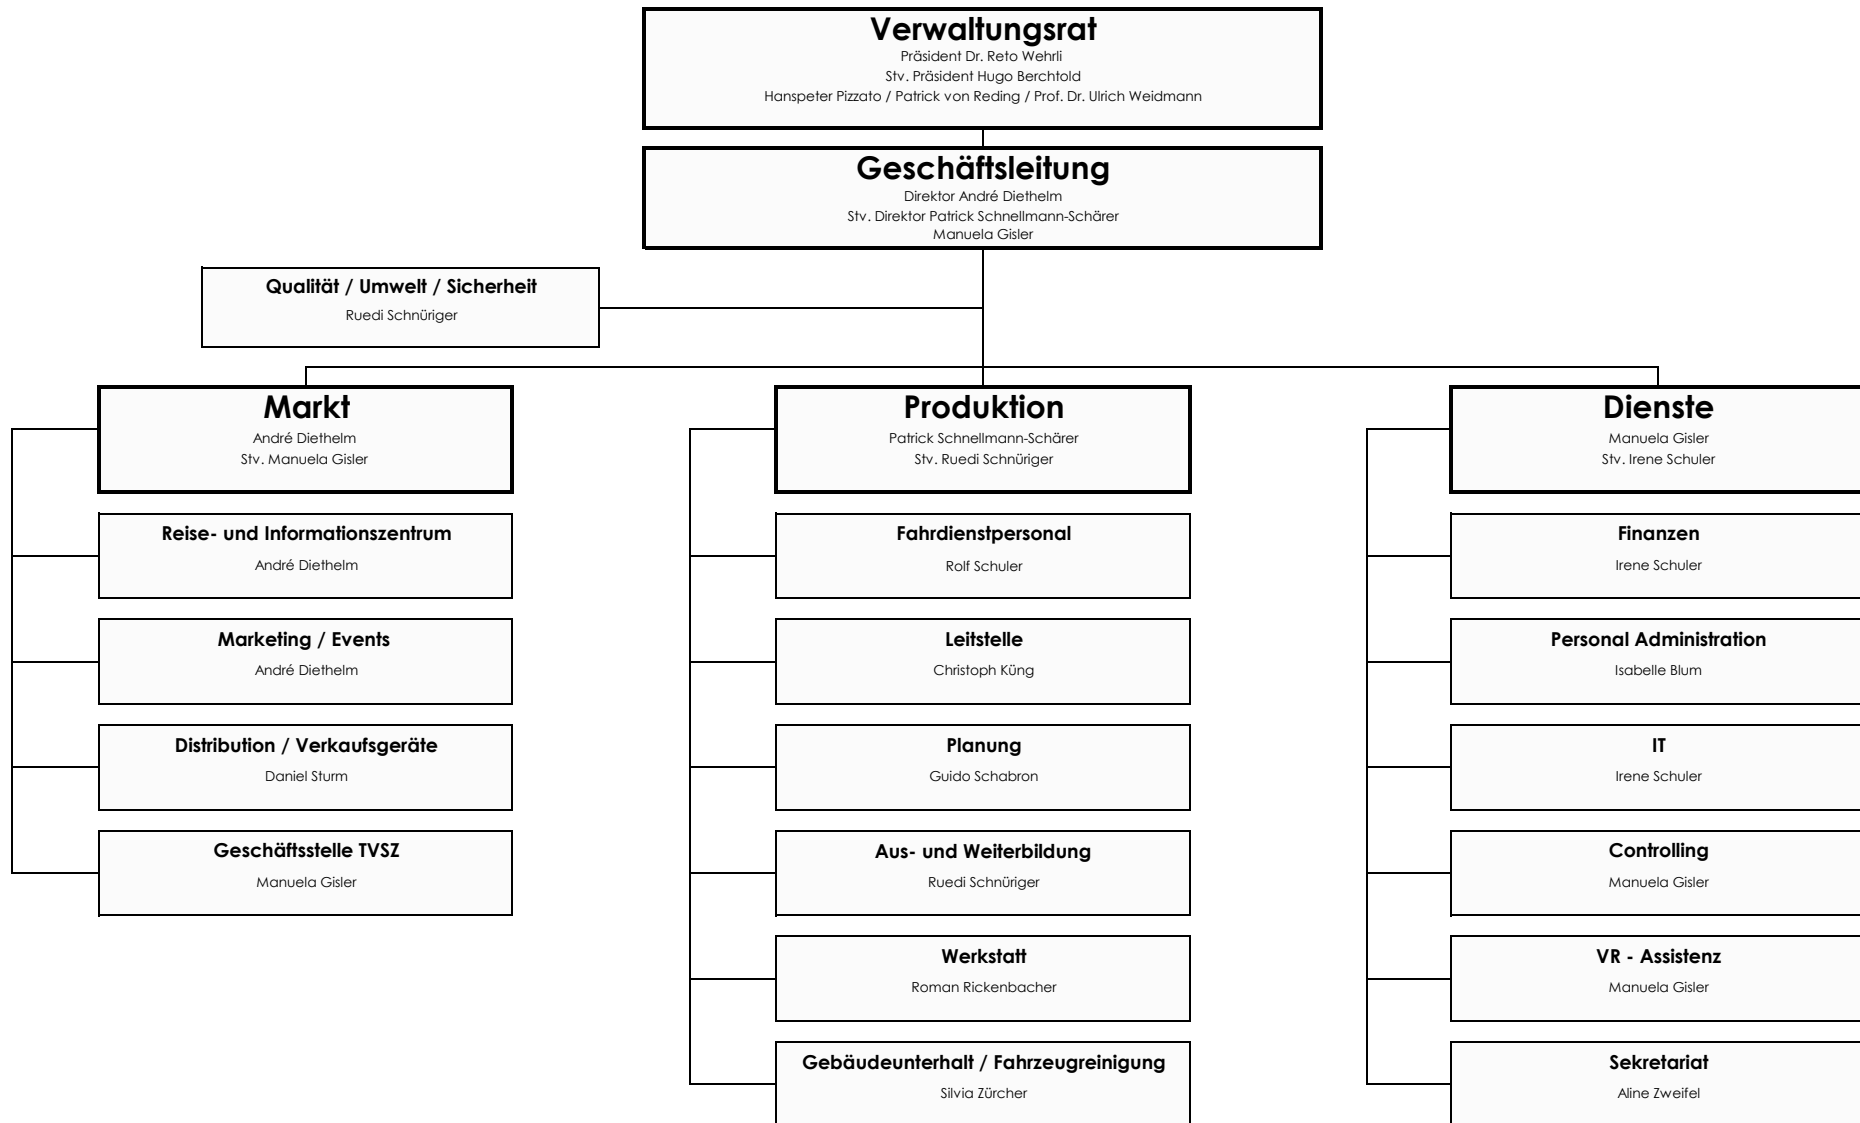 Verwaltungsrat
Präsident Dr. Reto Wehrli
Stv. Präsident Hugo Berchtold
Hanspeter Pizzato / Patrick von Reding / Prof. Dr. Ulrich Weidmann
Geschäftsleitung
Direktor André Diethelm
Stv. Direktor Patrick Schnellmann-Schärer
Manuela Gisler
Qualität / Umwelt / Sicherheit
Ruedi Schnüriger
Markt
André Diethelm
Stv. Manuela Gisler
Reise- und Informationszentrum
André Diethelm
Marketing / Events
André Diethelm
Distribution / Verkaufsgeräte
Daniel Sturm
Geschäftsstelle TVSZ
Manuela Gisler
Produktion
Patrick Schnellmann-Schärer
Stv. Ruedi Schnüriger
Fahrdienstpersonal
Rolf Schuler
Leitstelle
Christoph Küng
Planung
Guido Schabron
Aus- und Weiterbildung
Ruedi Schnüriger
Werkstatt
Roman Rickenbacher
Gebäudeunterhalt / Fahrzeugreinigung
Silvia Zürcher
Dienste
Manuela Gisler
Stv. Irene Schuler
Finanzen
Irene Schuler
Personal Administration
Isabelle Blum
IT
Irene Schuler
Controlling
Manuela Gisler
VR - Assistenz
Manuela Gisler
Sekretariat
Aline Zweifel